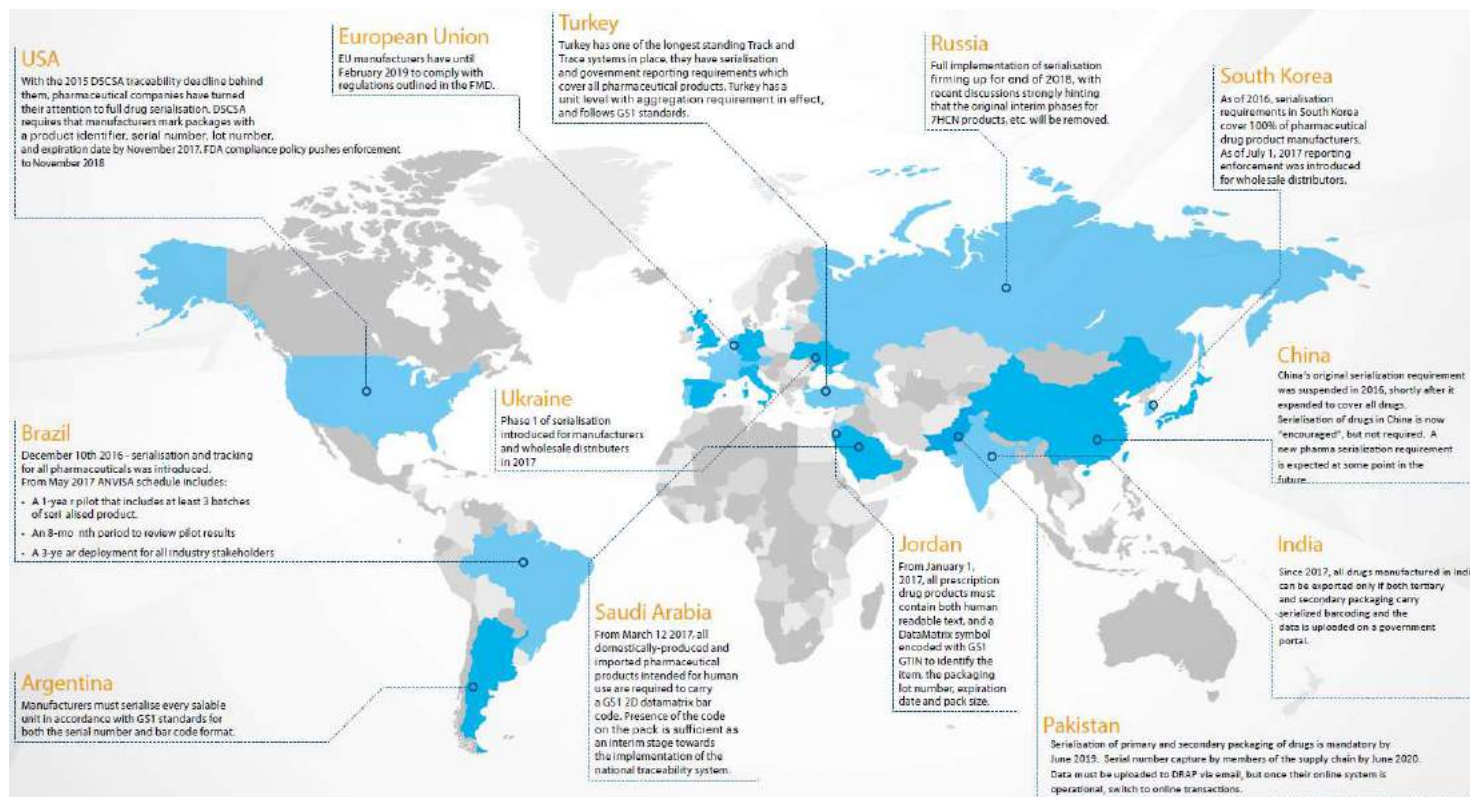 USA
With the 2015 DSCSA traceability deadline behind
them, pharmaceutical companies have turned
their attention to full drug serialisation. DSCSA
requires that manufacturers mark packages with
a product identifier, serial number, lot number,
and expiration date by November 2017. FDA compliance policy pushes enforcement
to November 2018
European Union
EU manufacturers have until
February 2019 to comply with
regulations outlined in the FMD.
Turkey
Turkey has one of the longest standing Track and
Trace systems in place, they have serialisation
and government reporting requirements which
cover all pharmaceutical products. Turkey has a
unit level with aggregation requirement in effect,
and follows GS1 standards.
Russia
Full implementation of serialisation
firming up for end of 2018, with
recent discussions strongly hinting
that the original interim phases for
7HCN products, etc. will be removed.
South Korea
As of 2016, serialisation
requirements in South Korea
cover 100% of pharmaceutical
drug product manufacturers.
As of July 1, 2017 reporting
enforcement was introduced
for wholesale distributors.
China
China's original serialization requirement
was suspended in 2016, shortly after it
expanded to cover all drugs.
Serialisation of drugs in China is now
"encouraged", but not required. A
new pharma serialization requirement
is expected at some point in the
future
Ukraine
Phase 1 of serialisation
introduced for manufacturers
and wholesale distributers
in 2017
Brazil
December 10th 2016 - serialisation and tracking
for all pharmaceuticals was introduced.
From May 2017 ANVISA schedule includes:
• A 1-yea r pilot that includes at least 3 batches
of seri alised product.
• An 8-mo nth period to review pilot results
• A 3-ye ar deployment for all industry stakeholders
Jordan
From January 1,
2017, all prescription
drug products must
contain both human
readable text, and a
DataMatrix symbol
encoded with GS1
GTIN to identify the
item, the packaging
lot number, expiration
date and pack size.
India
Since 2017, all drugs manufactured in Indi
can be exported only if both tertiary
and secondary packaging carry
serialized barcoding and the
data is uploaded on a government
portal.
Saudi Arabia
From March 12 2017, all
domestically-produced and
imported pharmaceutical
products intended for human
use are required to carry
a GS1 2D datamatrix bar
code. Presence of the code
on the pack is sufficient as
an interim stage towards
the implementation of the
national traceability system.
Argentina
Manufacturers must serialise every salable
unit in accordance with GS1 standards for
both the serial number and bar code format.
Pakistan
Serialisation of primary and secondary packaging of drugs is mandatory by
June 2019. Serial number capture by members of the supply chain by June 2020.
Data must be uploaded to DRAP via email, but once their online system is
operational, switch to online transactions.